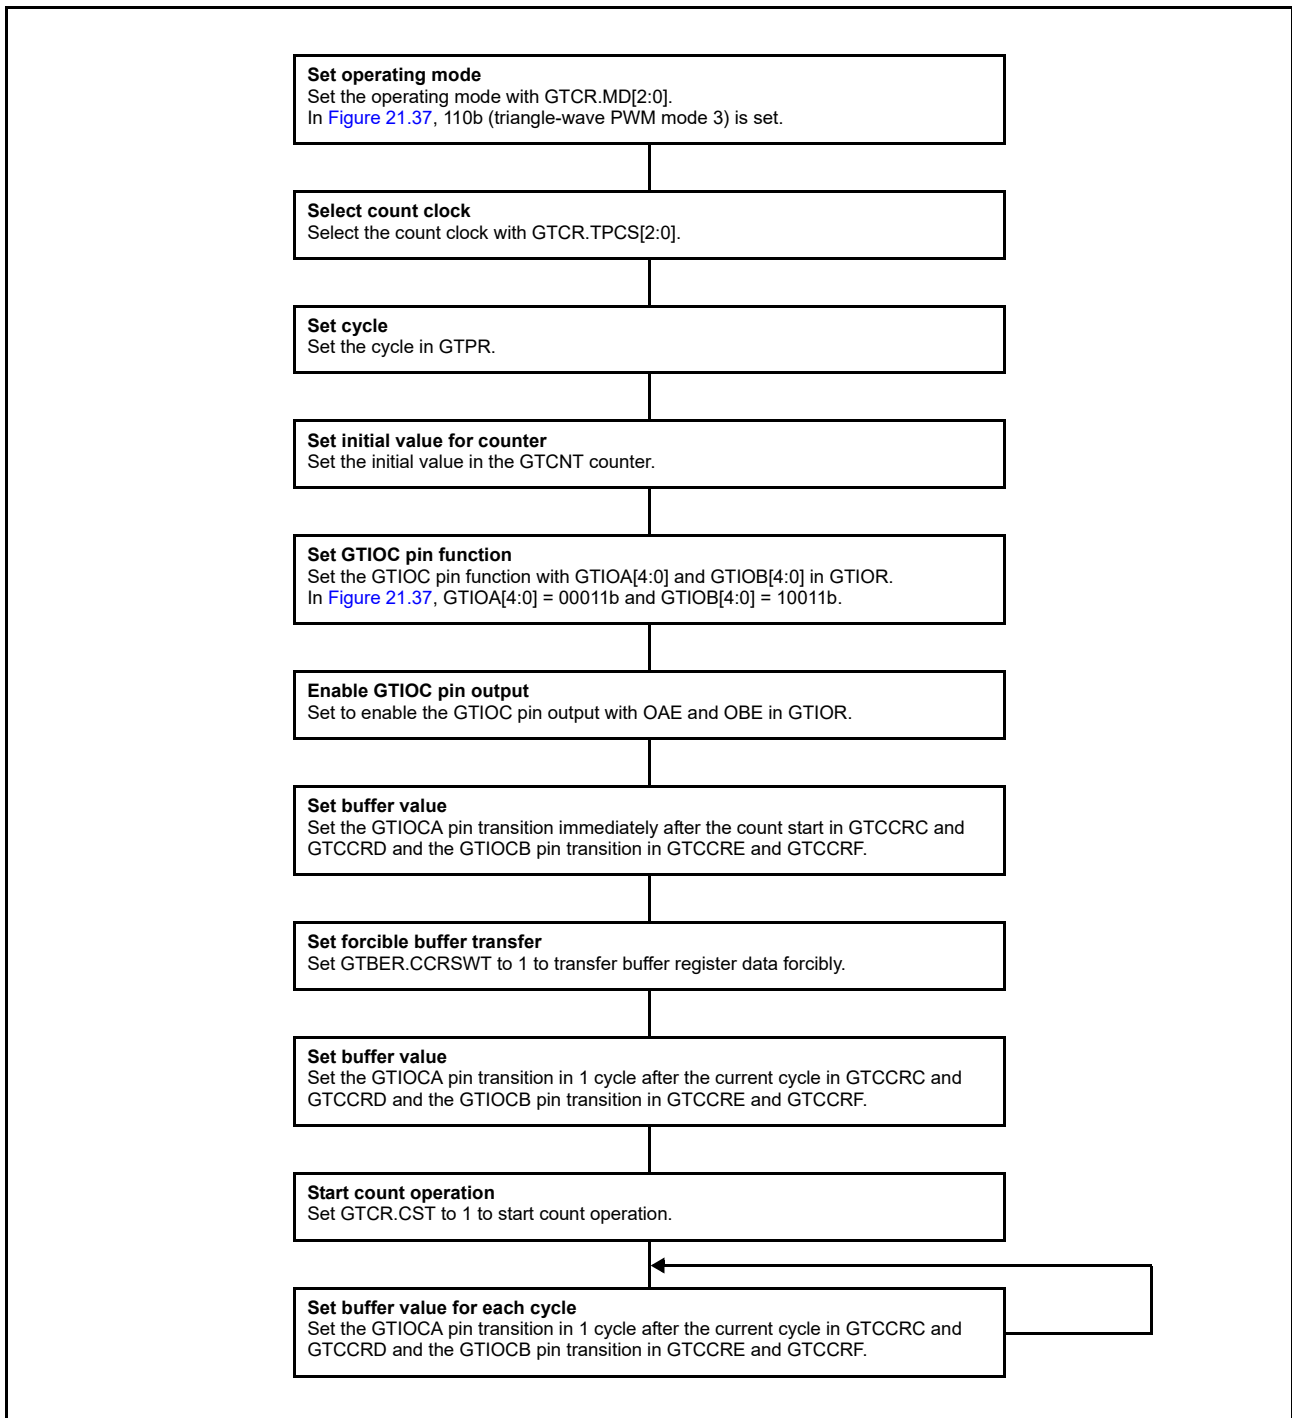 Set operating mode
Set the operating mode with GTCR.MD[2:0].
In Figure 21.37, 110b (triangle-wave PWM mode 3) is set.
Select count clock
Select the count clock with GTCR.TPCS[2:0].
Set cycle
Set the cycle in GTPR.
Set initial value for counter
Set the initial value in the GTCNT counter.
Set GTIOC pin function
Set the GTIOC pin function with GTIOA[4:0] and GTIOB[4:0] in GTIOR.
In Figure 21.37, GTIOA[4:0] = 00011b and GTIOB[4:0] = 10011b.
Enable GTIOC pin output
Set to enable the GTIOC pin output with OAE and OBE in GTIOR.
Set buffer value
Set the GTIOCA pin transition immediately after the count start in GTCCRC and
GTCCRD and the GTIOCB pin transition in GTCCRE and GTCCRF.
Set forcible buffer transfer
Set GTBER.CCRSWT to 1 to transfer buffer register data forcibly.
Set buffer value
Set the GTIOCA pin transition in 1 cycle after the current cycle in GTCCRC and
GTCCRD and the GTIOCB pin transition in GTCCRE and GTCCRF.
Start count operation
Set GTCR.CST to 1 to start count operation.
Set buffer value for each cycle
Set the GTIOCA pin transition in 1 cycle after the current cycle in GTCCRC and
GTCCRD and the GTIOCB pin transition in GTCCRE and GTCCRF.